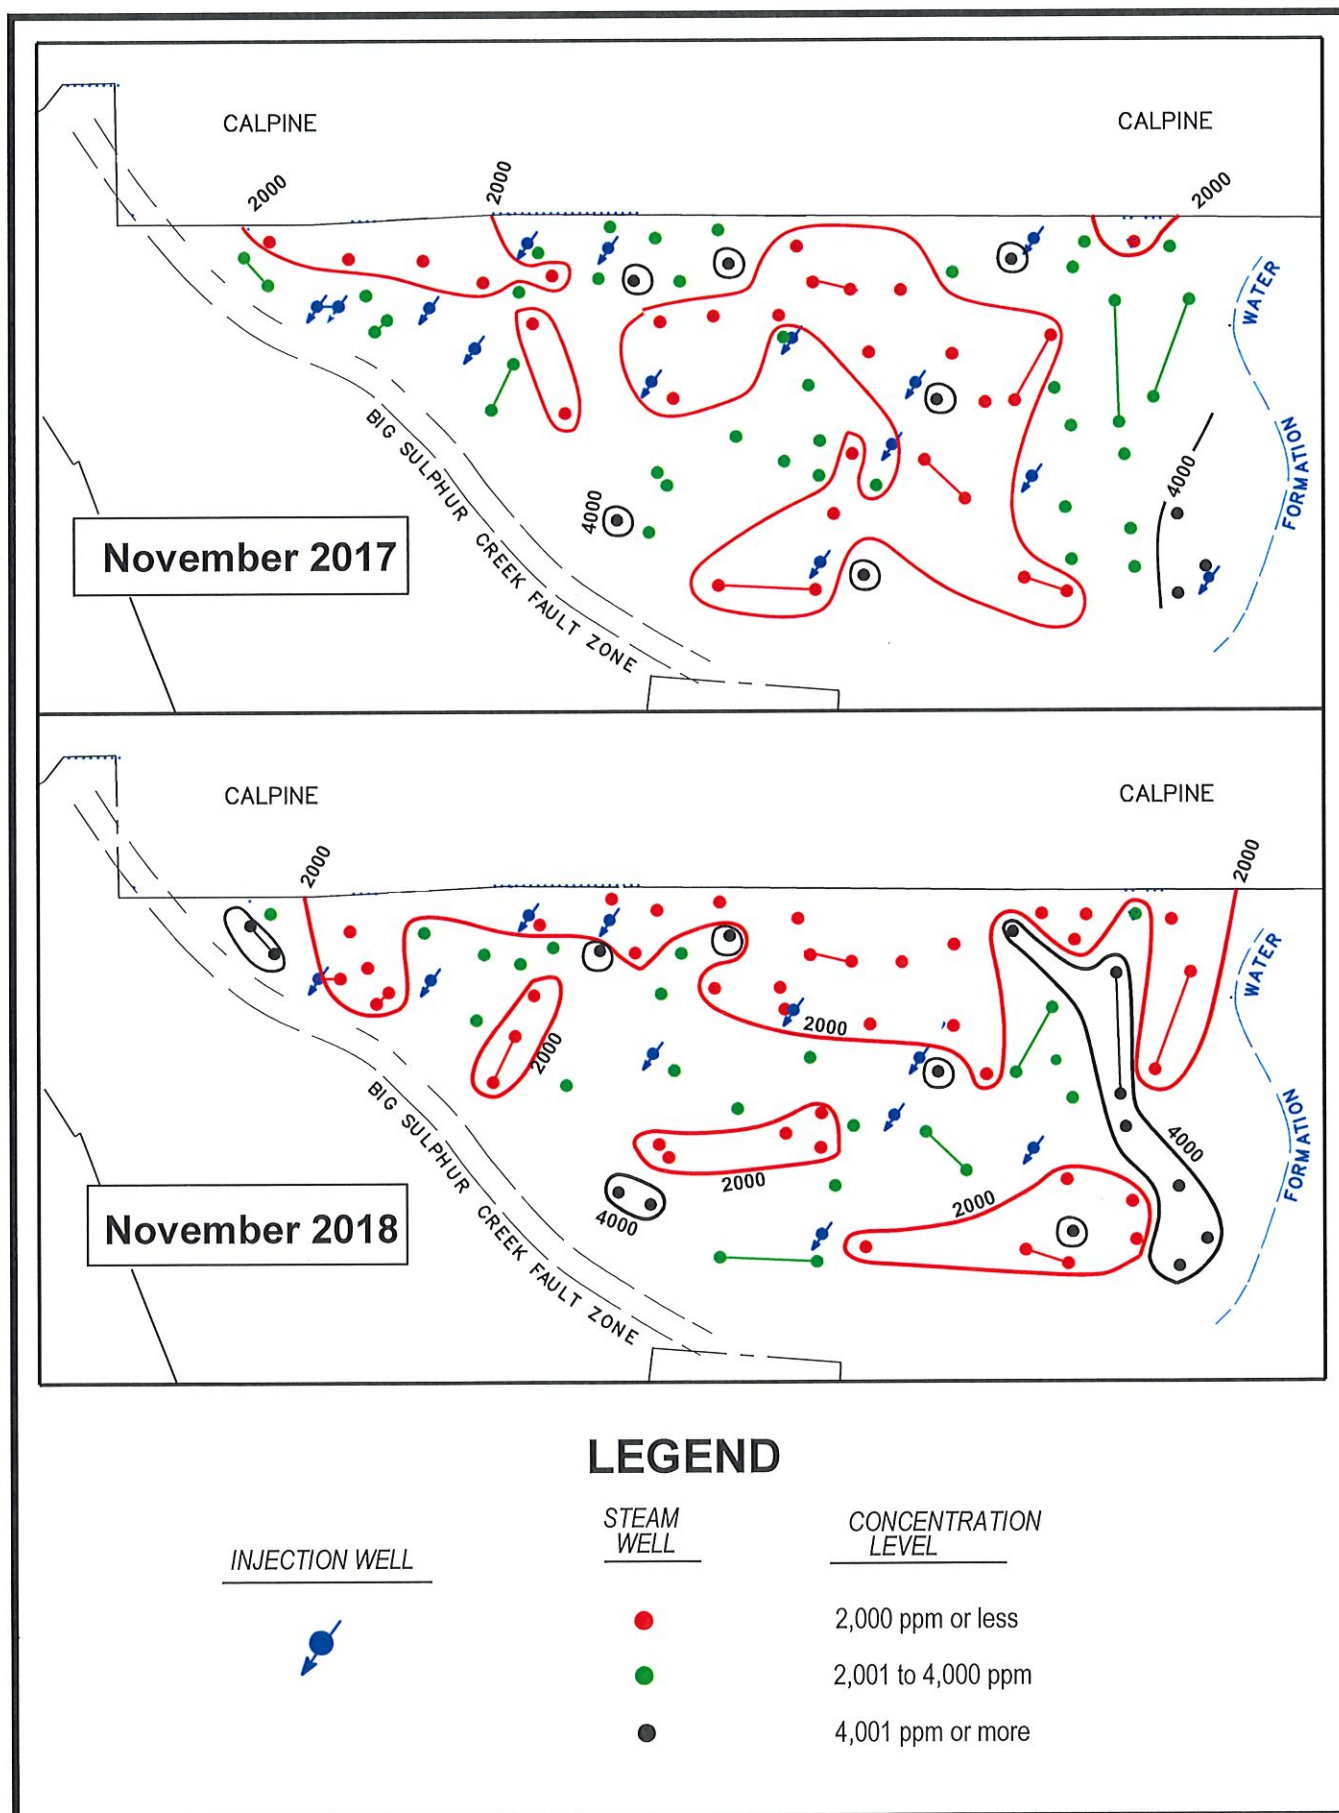 CALPINE
CALPINE
2000
2000
2000
WATER
FORMATION
4000
4000
BIG SULPHUR CREEK FAULT ZONE
November 2017
CALPINE
CALPINE
2000
2000
WATER
FORMATION
2000
2000
2000
2000
4000
4000
BIG SULPHUR CREEK FAULT ZONE
November 2018
LEGEND
INJECTION WELL
STEAM
WELL
CONCENTRATION
LEVEL
2,000 ppm or less
2,001 to 4,000 ppm
4,001 ppm or more